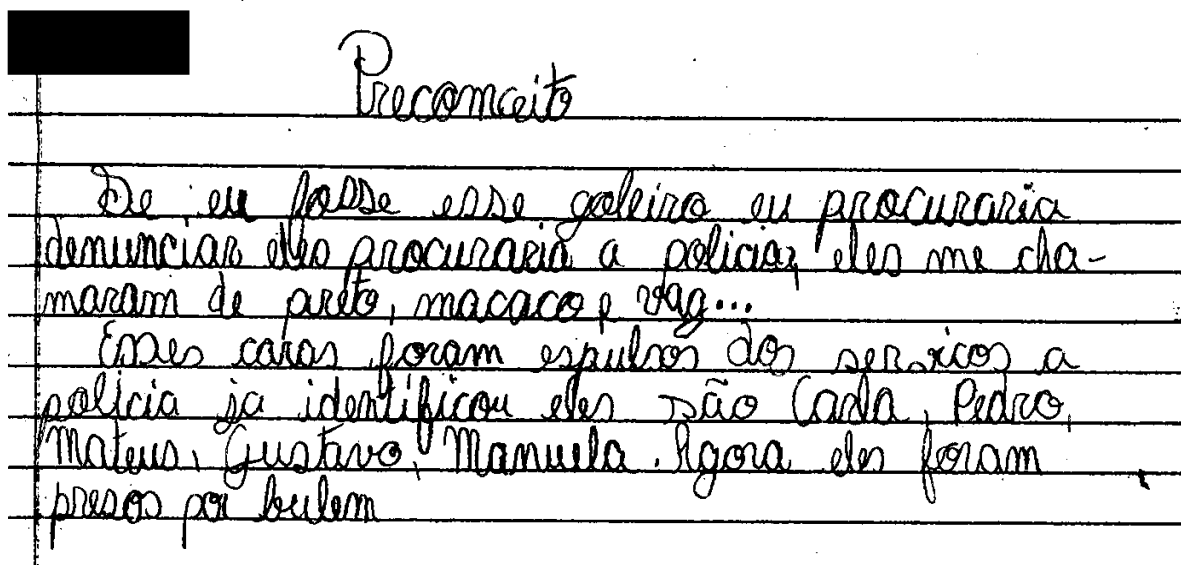 Precomceito
Se eu fosse esse goleiro eu procuraria
denunciar eles procuraria a policia, eles me cha-
maram de preto, macaco e vag...
Esses caras foram espulsos dos servicos a
policia ja identificou eles são Carla, Pedro,
Mateus, Gustavo, Manuela. Agora eles foram
presos por bulem